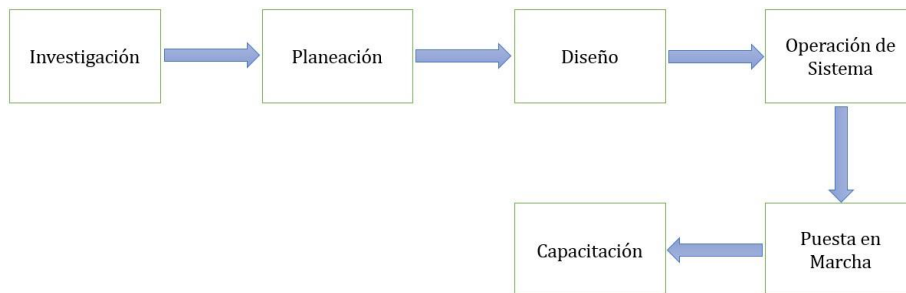 Investigación
Planeación
Diseño
Operación de
Sistema
Puesta en
Marcha
Capacitación